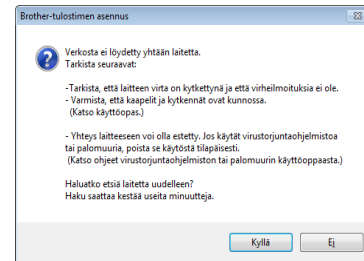 Brother-tulostimen asennus
Verkosta ei löydetty yhtään laitetta.
Tarkista seuraavat:
-Tarkista, että laitteen virta on kytkettynä ja että virheilmoituksia ei ole.
- Varmista, että kaapelit ja kytkennät ovat kunnossa.
(Katso käyttöopas.)
- Yhteys laitteeseen voi olla estetty. Jos käytät virustorjuntaohjelmistoa
tai palomuuria, poista se käytöstä tilapäisesti.
(Katso ohjeet virustorjuntaohjelmiston tai palomuurin käyttöoppaasta.)
Haluatko etsiä laitetta uudelleen?
Haku saattaa kestää useita minuutteja.
Kyllä
Ei